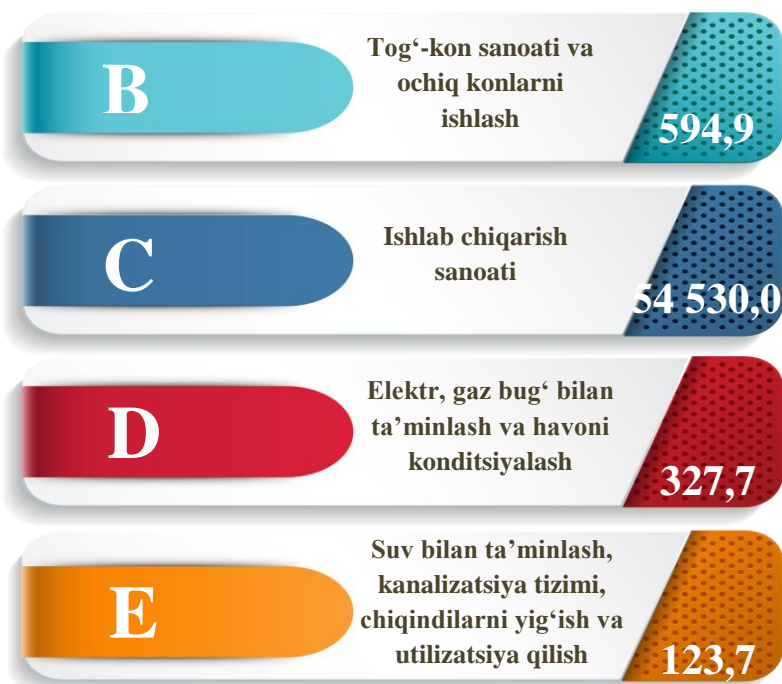 B
Tog‘-kon sanoati va
ochiq konlarni
ishlash
594,9
C
Ishlab chiqarish
sanoati
54 530,0
D
Elektr, gaz bug‘ bilan
ta’minlash va havoni
konditsiyalash
327,7
E
Suv bilan ta’minlash,
kanalizatsiya tizimi,
chiqindilarni yig‘ish va
utilizatsiya qilish
123,7